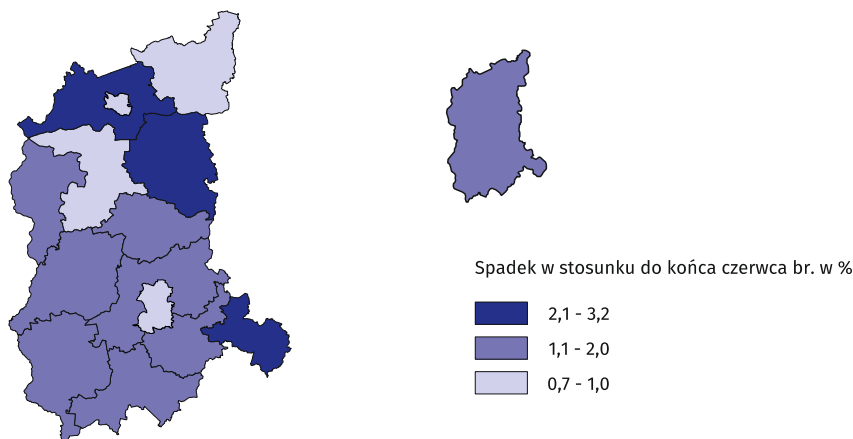 Spadek w stosunku do końca czerwca br. w %
2,1 - 3,2
1,1 - 2,0
0,7 - 1,0